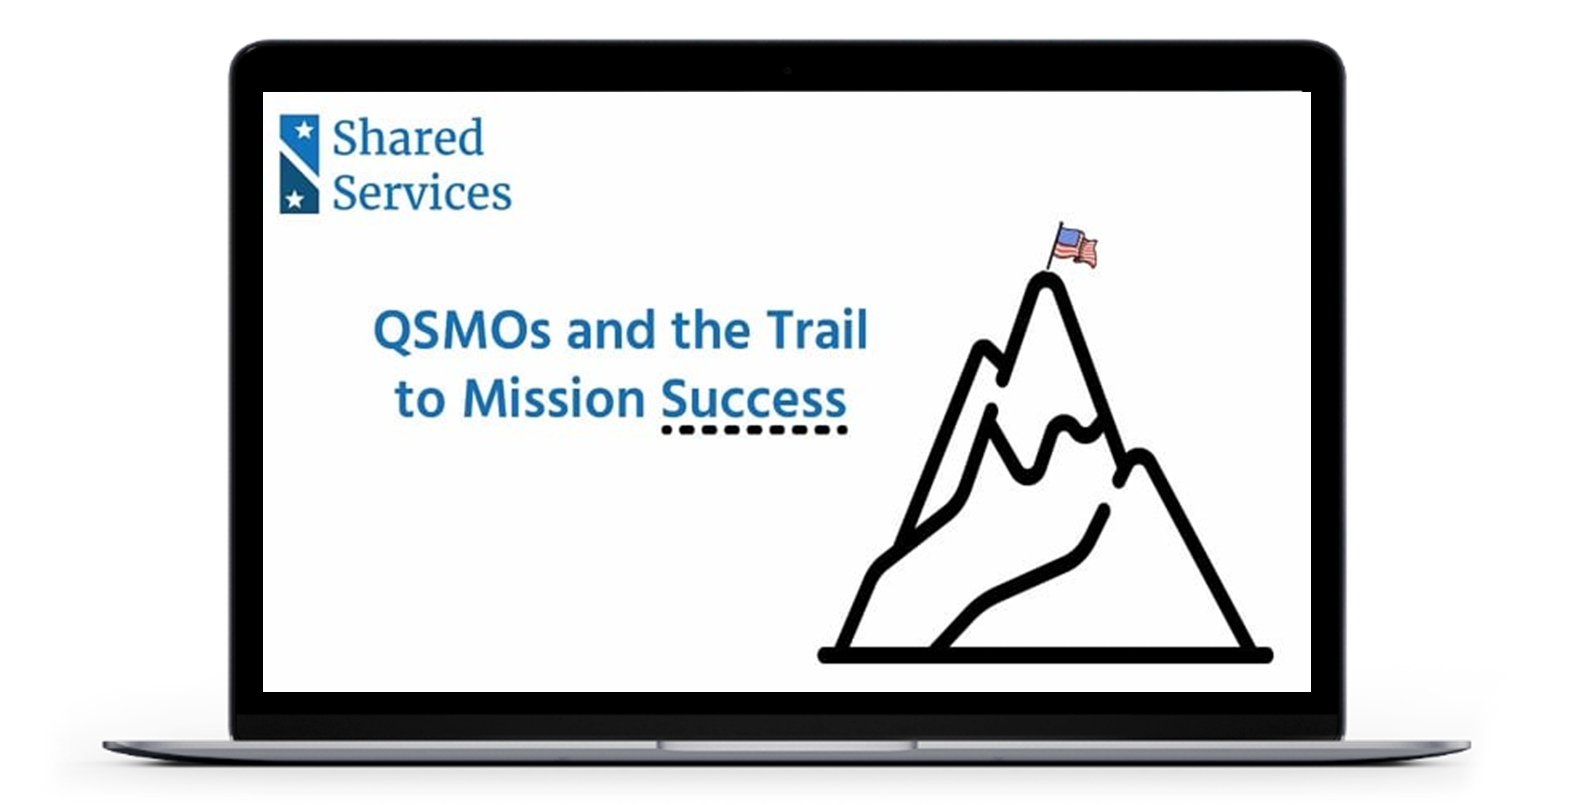 Shared
Services
QSMOs and the Trail
to Mission Success